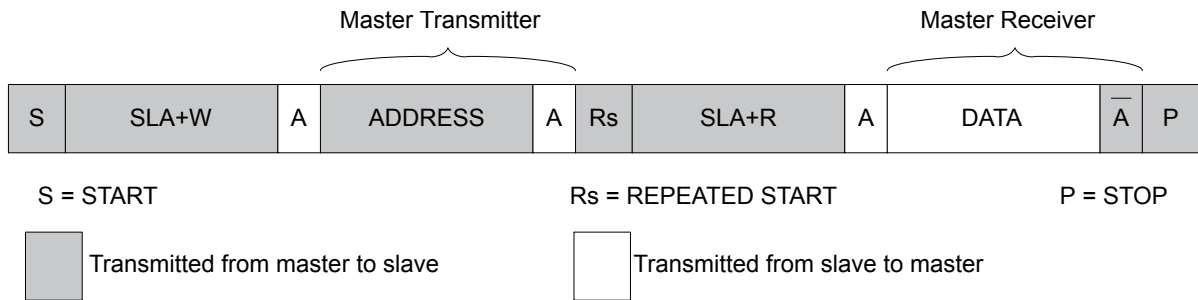 Master Transmitter Master Receiver
S SLA+W A ADDRESS A Rs SLA+R A DATA A̅ P
S = START Rs = REPEATED START P = STOP
Transmitted from master to slave Transmitted from slave to master